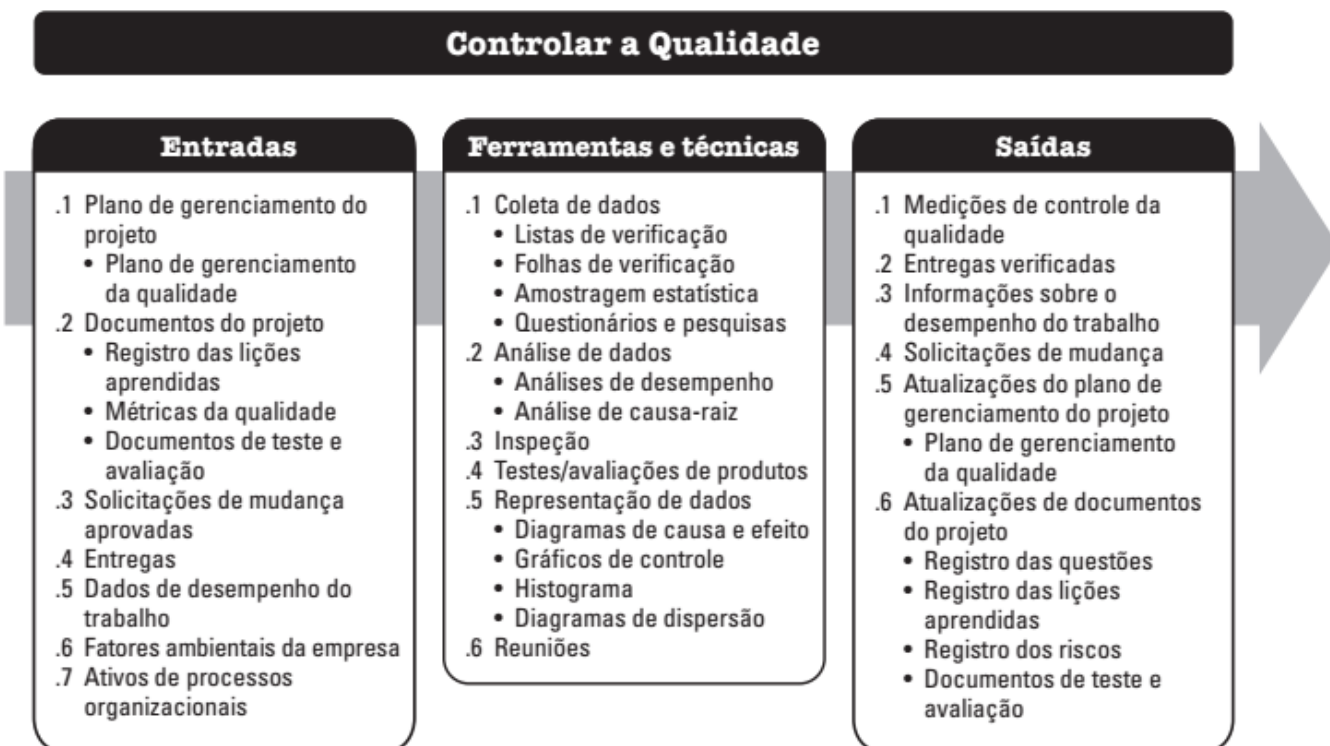 Controlar a Qualidade
Entradas
.1 Plano de gerenciamento do
projeto
• Plano de gerenciamento
da qualidade
.2 Documentos do projeto
• Registro das lições
aprendidas
• Métricas da qualidade
• Documentos de teste e
avaliação
.3 Solicitações de mudança
aprovadas
.4 Entregas
.5 Dados de desempenho do
trabalho
.6 Fatores ambientais da empresa
.7 Ativos de processos
organizacionais
Ferramentas e técnicas
.1 Coleta de dados
• Listas de verificação
• Folhas de verificação
• Amostragem estatística
• Questionários e pesquisas
.2 Análise de dados
• Análises de desempenho
• Análise de causa-raiz
.3 Inspeção
.4 Testes/avaliações de produtos
.5 Representação de dados
• Diagramas de causa e efeito
• Gráficos de controle
• Histograma
• Diagramas de dispersão
.6 Reuniões
Saídas
.1 Medições de controle da
qualidade
.2 Entregas verificadas
.3 Informações sobre o
desempenho do trabalho
.4 Solicitações de mudança
.5 Atualizações do plano de
gerenciamento do projeto
• Plano de gerenciamento
da qualidade
.6 Atualizações de documentos
do projeto
• Registro das questões
• Registro das lições
aprendidas
• Registro dos riscos
• Documentos de teste e
avaliação